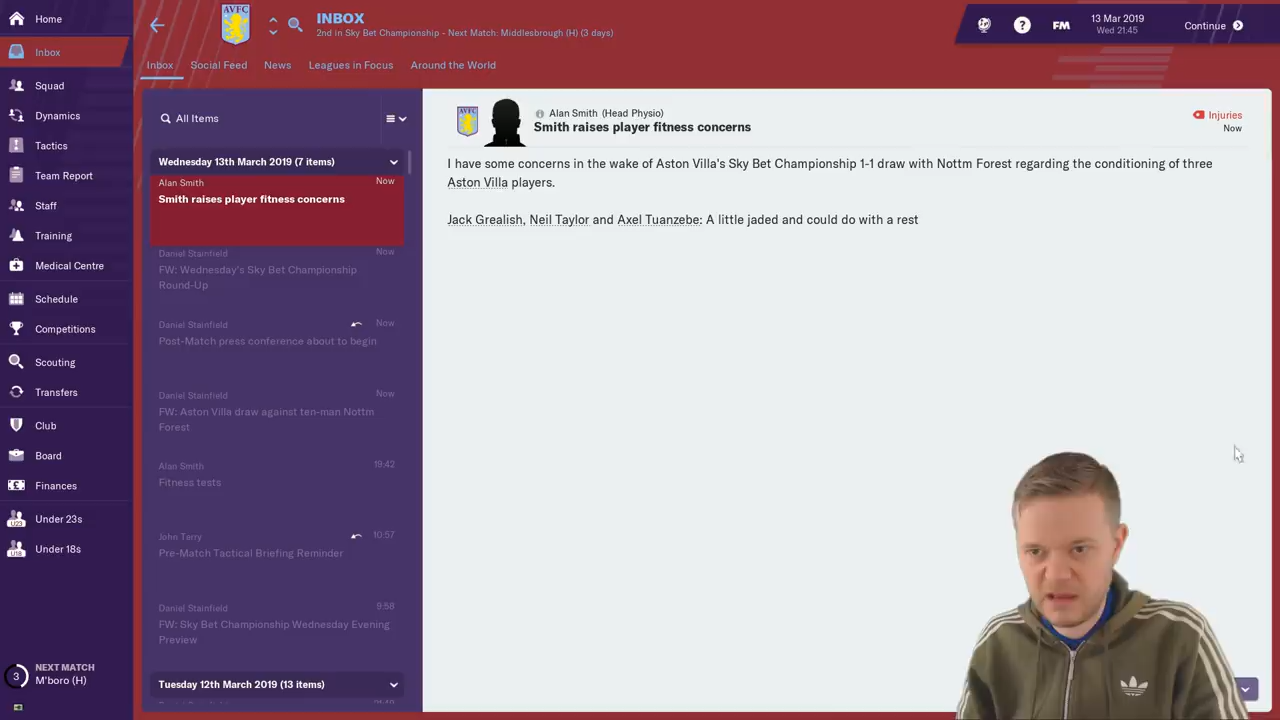 Home
Inbox
Squad
Dynamics
Tactics
Team Report
Staff
Training
Medical Centre
Schedule
Competitions
Scouting
Transfers
Club
Board
Finances
U23
Under 23s
U18
Under 18s
3
NEXT MATCH
M'boro (H)
AVFC
INBOX
2nd in Sky Bet Championship - Next Match: Middlesbrough (H) (3 days)
?
FM
13 Mar 2019
Wed 21:45
Continue
Inbox
Social Feed
News
Leagues in Focus
Around the World
All Items
Wednesday 13th March 2019 (7 items)
Alan Smith
Now
Smith raises player fitness concerns
Daniel Stainfield
Now
FW: Wednesday's Sky Bet Championship
Round-Up
Daniel Stainfield
Now
Post-Match press conference about to begin
Daniel Stainfield
Now
FW: Aston Villa draw against ten-man Nottm
Forest
Alan Smith
19:42
Fitness tests
John Terry
10:57
Pre-Match Tactical Briefing Reminder
Daniel Stainfield
9:58
FW: Sky Bet Championship Wednesday Evening
Preview
Tuesday 12th March 2019 (13 items)
AVFC
Alan Smith (Head Physio)
Smith raises player fitness concerns
Injuries
Now
I have some concerns in the wake of Aston Villa's Sky Bet Championship 1-1 draw with Nottm Forest regarding the conditioning of three
Aston Villa players.
Jack Grealish, Neil Taylor and Axel Tuanzebe: A little jaded and could do with a rest